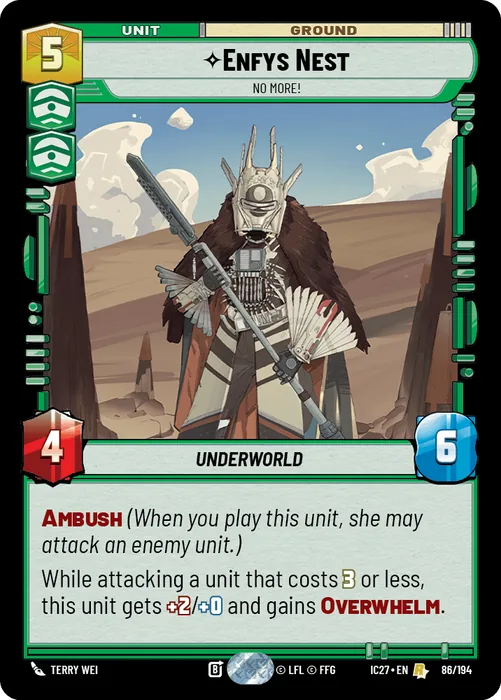 UNIT
GROUND
5
ENFYS NEST
NO MORE!
4
UNDERWORLD
6
AMBUSH (When you play this unit, she may
attack an enemy unit.)
While attacking a unit that costs 3 or less,
this unit gets +2/+0 and gains OVERWHELM.
TERRY WEI
B
© LFL © FFG
IC27 • EN
R
86/194